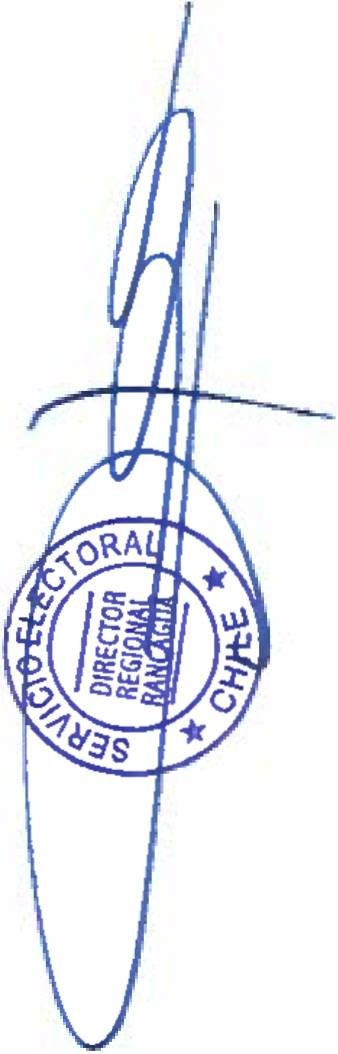 SERVICIO ELECTORAL
★ CHILE ★
DIRECTOR
REGIONAL
RANCAGUA